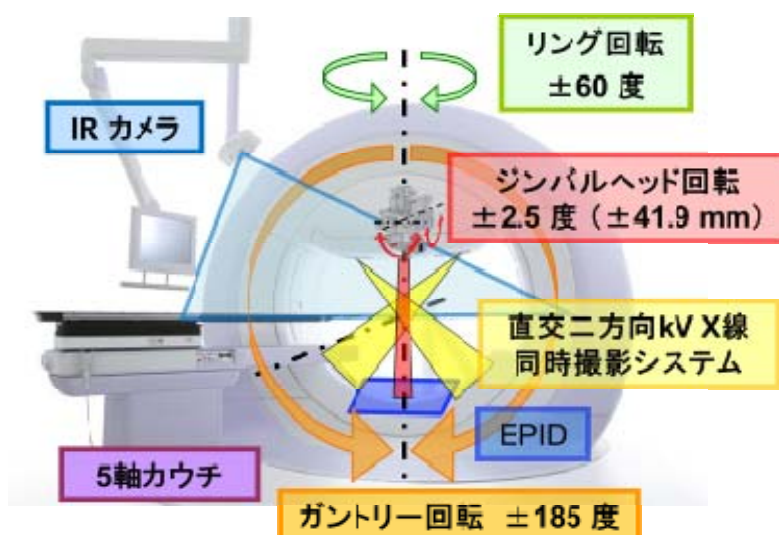 リング回転
±60 度
IR カメラ
ジンバルヘッド回転
±2.5 度 (±41.9 mm)
直交二方向kV X線
同時撮影システム
EPID
5軸カウチ
ガントリー回転 ±185 度